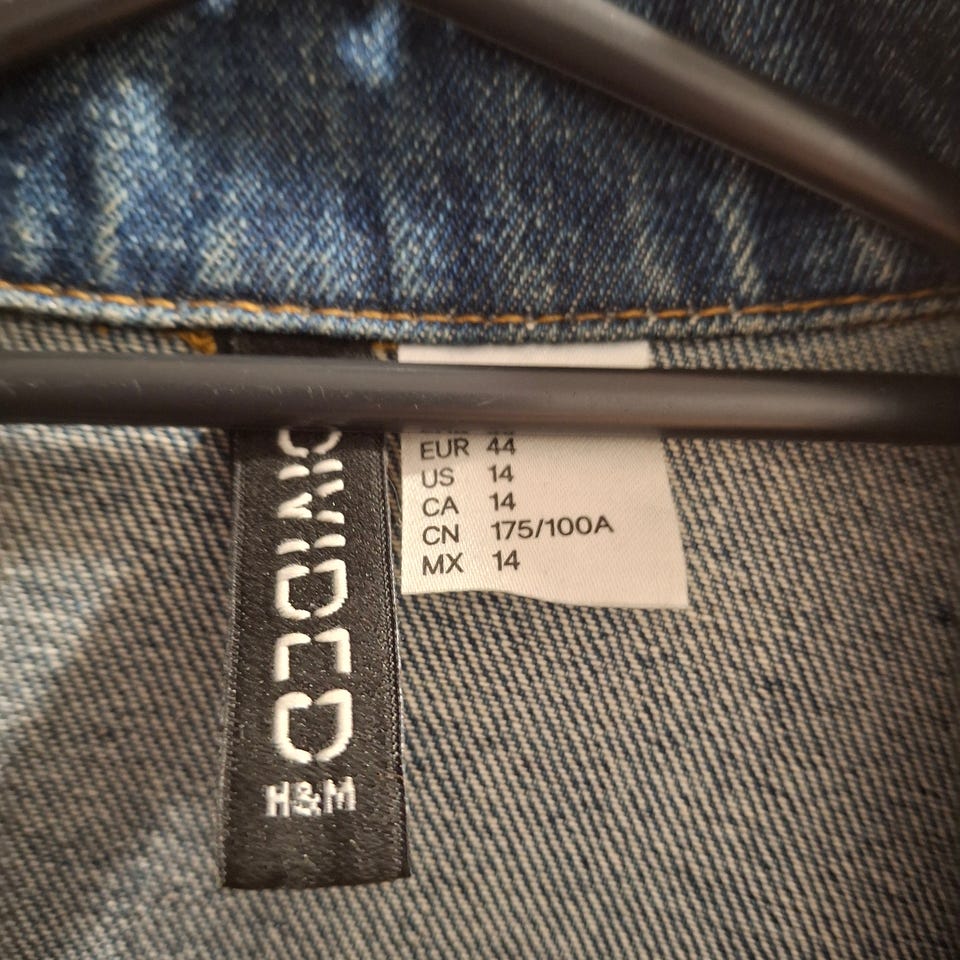 DIVIDED
H&M
EUR 44
US 14
CA 14
CN 175/100A
MX 14